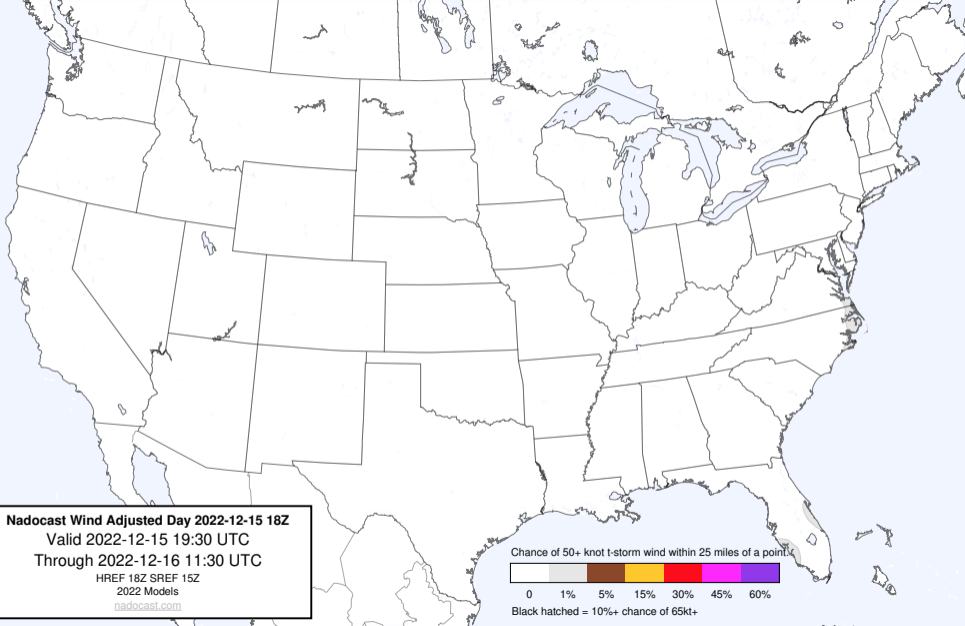 Nadocast Wind Adjusted Day 2022-12-15 18Z
Valid 2022-12-15 19:30 UTC
Through 2022-12-16 11:30 UTC
HREF 18Z SREF 15Z
2022 Models
nadocast.com
Chance of 50+ knot t-storm wind within 25 miles of a point.
0 1% 5% 15% 30% 45% 60%
Black hatched = 10%+ chance of 65kt+